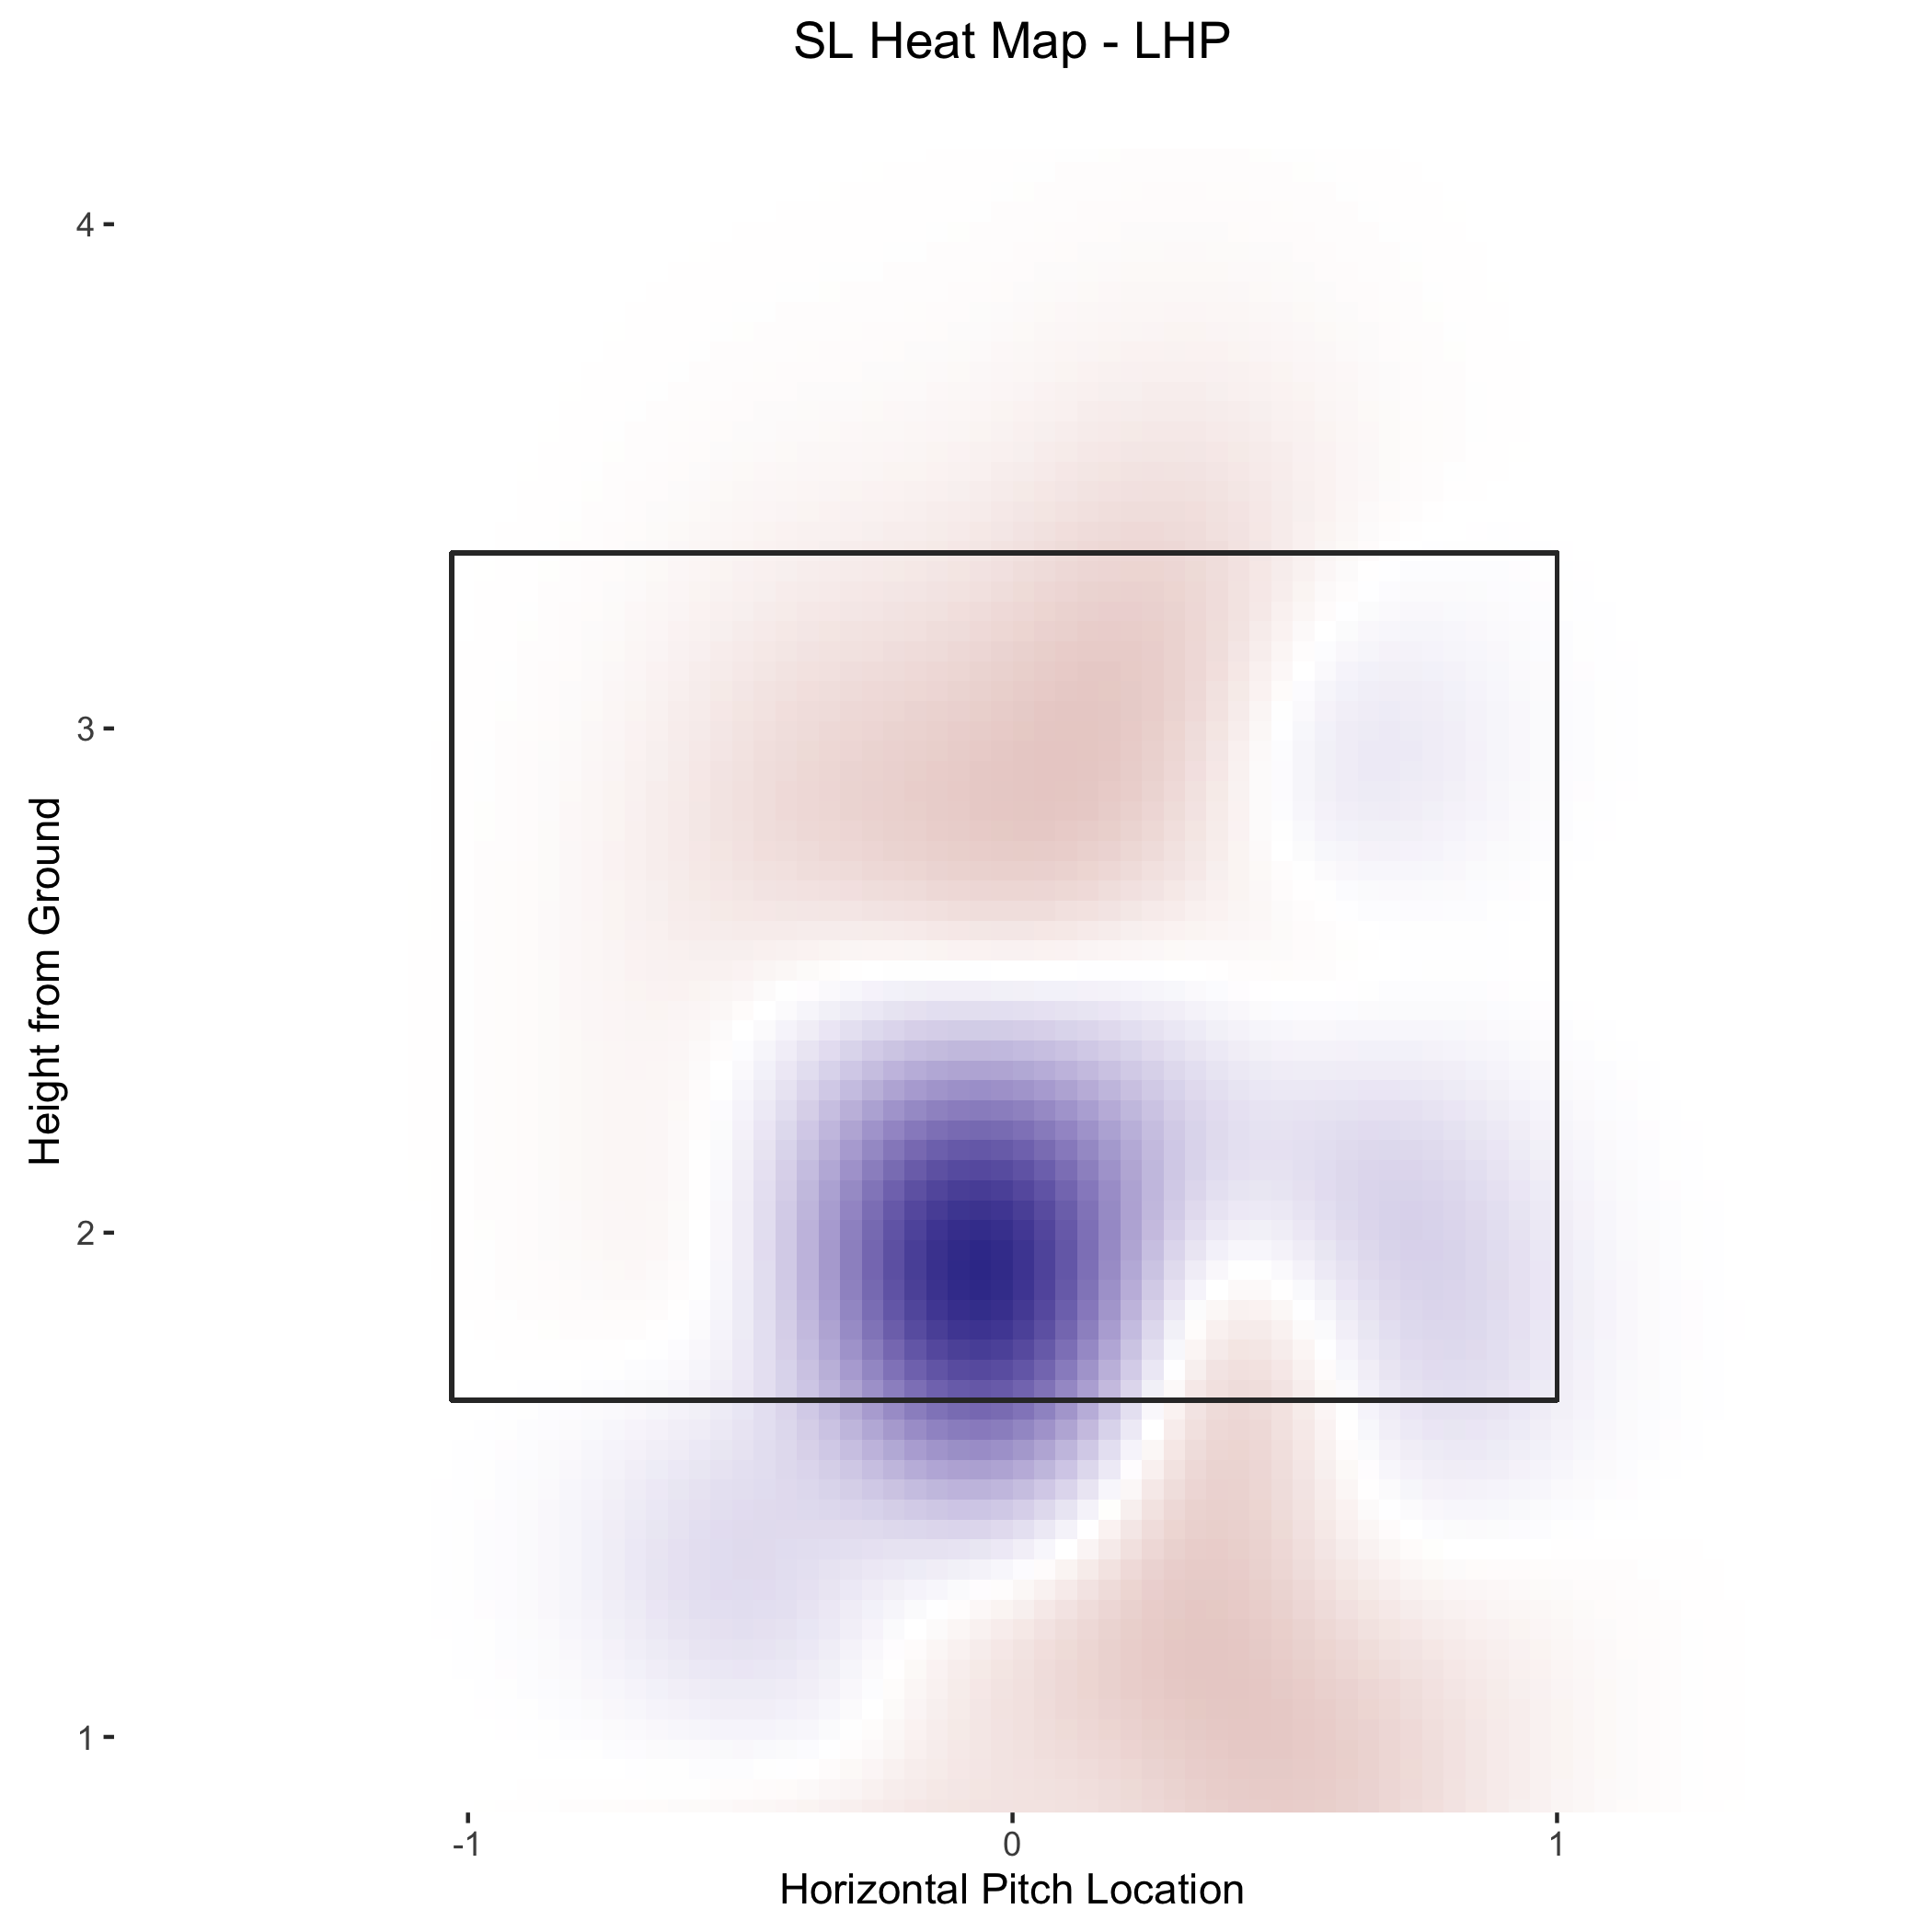 SL Heat Map - LHP
4
3
2
1
Height from Ground
-1 0 1
Horizontal Pitch Location